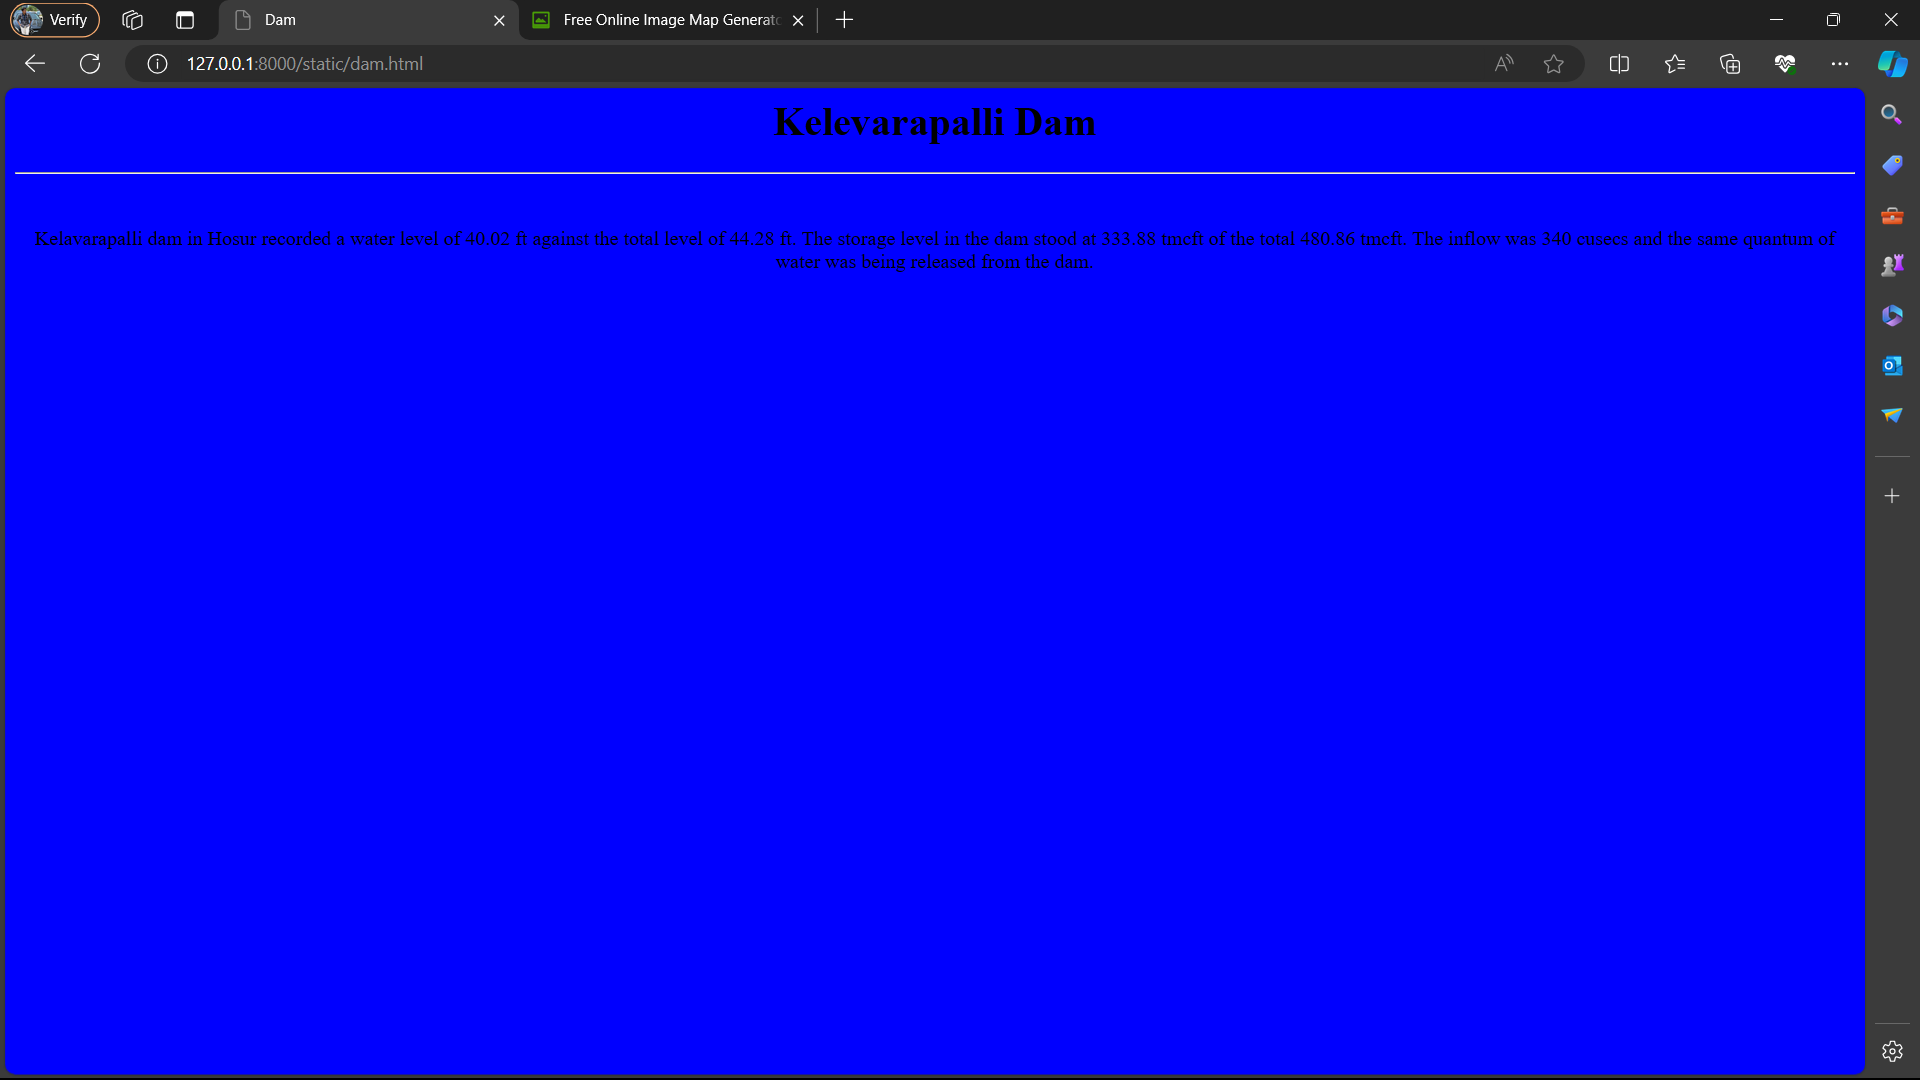 Verify
Dam
Free Online Image Map Generato
127.0.0.1:8000/static/dam.html
Kelevarapalli Dam
Kelavarapalli dam in Hosur recorded a water level of 40.02 ft against the total level of 44.28 ft. The storage level in the dam stood at 333.88 tmcft of the total 480.86 tmcft. The inflow was 340 cusecs and the same quantum of
water was being released from the dam.